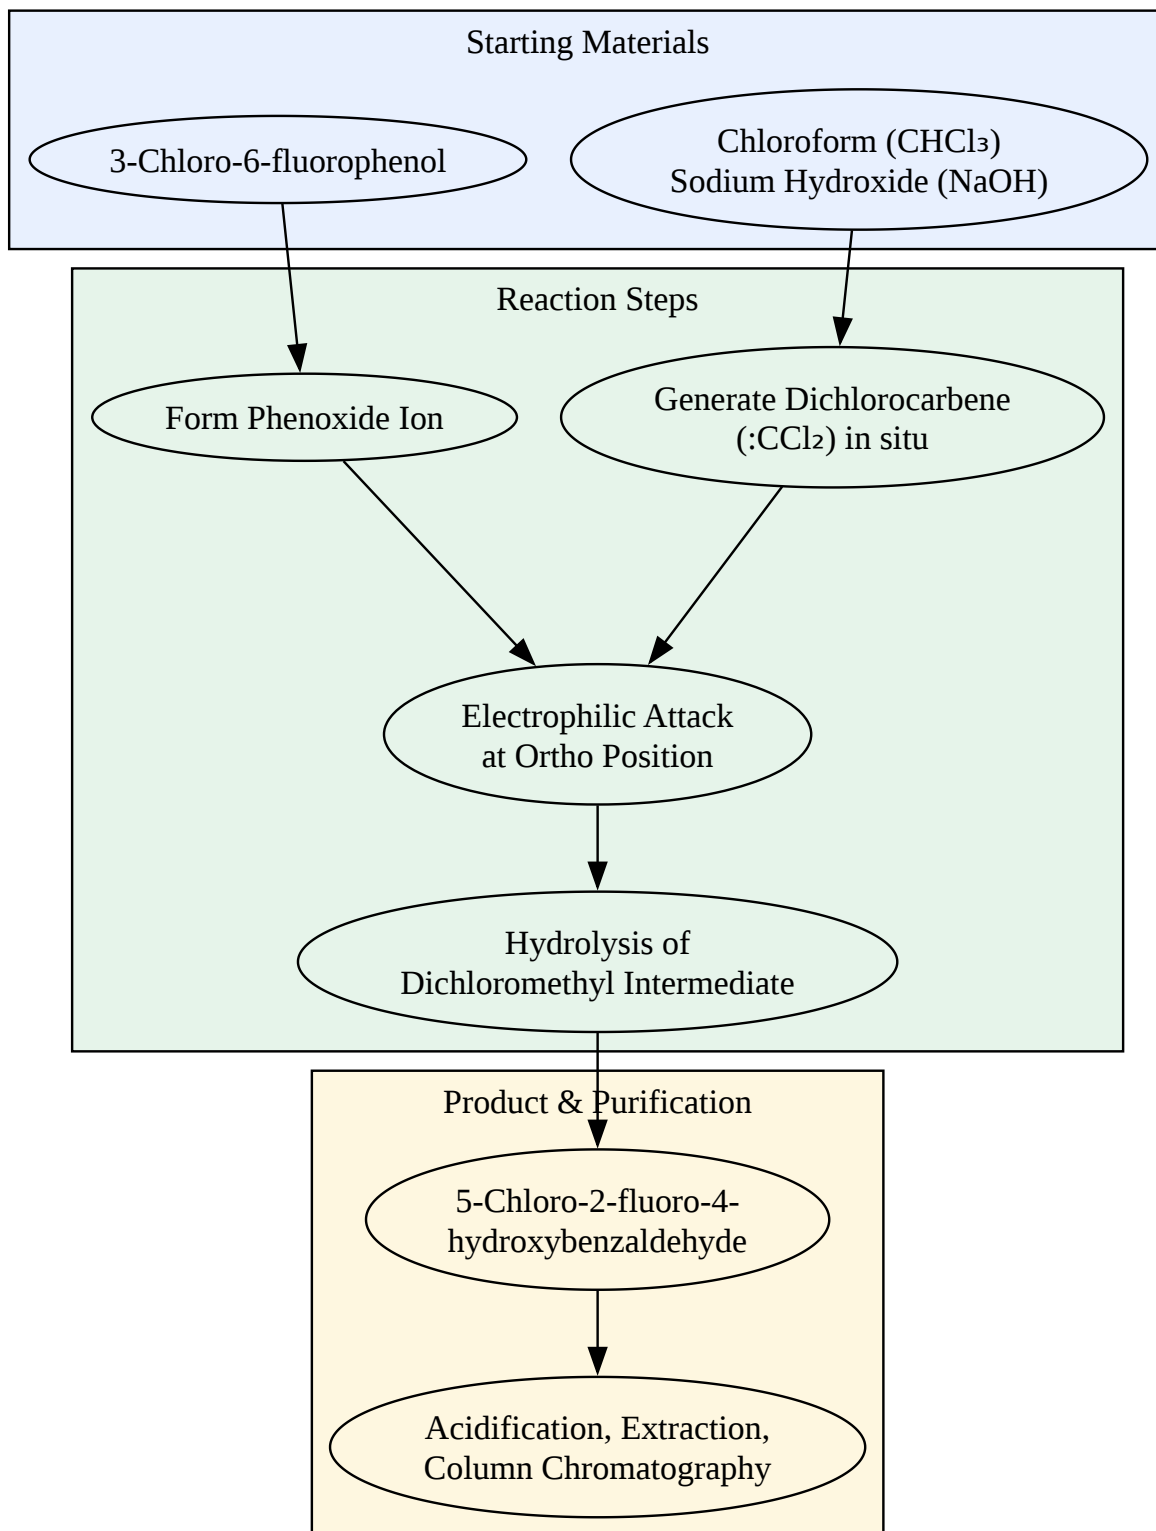 Starting Materials
3-Chloro-6-fluorophenol
Chloroform (CHCl₃)
Sodium Hydroxide (NaOH)
Reaction Steps
Form Phenoxide Ion
Generate Dichlorocarbene
(:CCl₂) in situ
Electrophilic Attack
at Ortho Position
Hydrolysis of
Dichloromethyl Intermediate
Product & Purification
5-Chloro-2-fluoro-4-
hydroxybenzaldehyde
Acidification, Extraction,
Column Chromatography